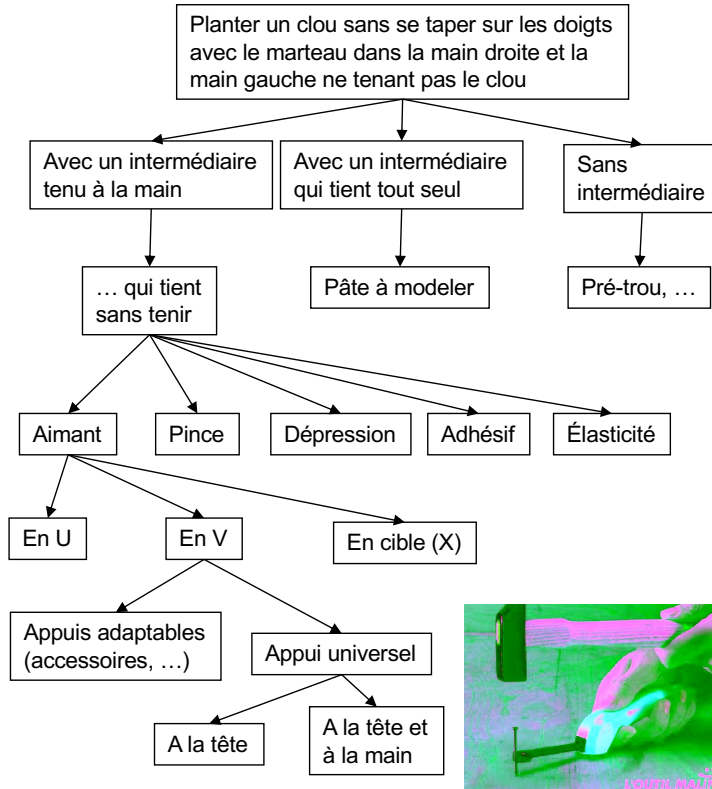 Planter un clou sans se taper sur les doigts
avec le marteau dans la main droite et la
main gauche ne tenant pas le clou
Avec un intermédiaire
tenu à la main
Avec un intermédiaire
qui tient tout seul
Sans
intermédiaire
… qui tient
sans tenir
Pâte à modeler
Pré-trou, …
Aimant
Pince
Dépression
Adhésif
Élasticité
En U
En V
En cible (X)
Appuis adaptables
(accessoires, …)
Appui universel
A la tête
A la tête et
à la main